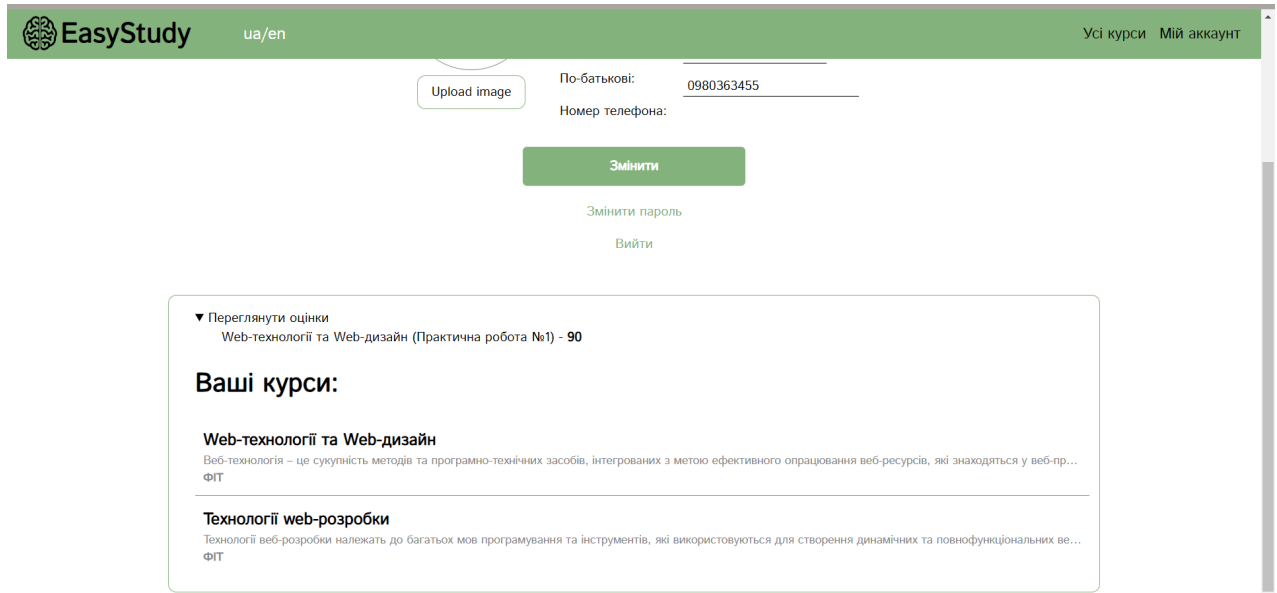 EasyStudy ua/en Усі курси Мій аккаунт
По-батькові:
Upload image 0980363455
Номер телефона:
Змінити
Змінити пароль
Вийти
▼ Переглянути оцінки
Web-технології та Web-дизайн (Практична робота №1) - 90
Ваші курси:
Web-технології та Web-дизайн
Веб-технологія – це сукупність методів та програмно-технічних засобів, інтегрованих з метою ефективного опрацювання веб-ресурсів, які знаходяться у веб-пр...
ФІТ
Технології web-розробки
Технології веб-розробки належать до багатьох мов програмування та інструментів, які використовуються для створення динамічних та повнофункціональних ве...
ФІТ